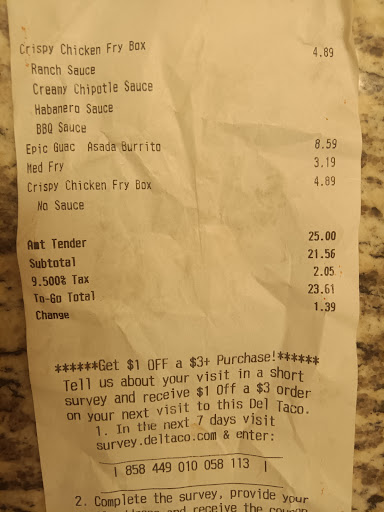 Crispy Chicken Fry Box 4.89
Ranch Sauce
Creamy Chipotle Sauce
Habanero Sauce
BBQ Sauce
Epic Guac Asada Burrito 8.59
Med Fry 3.19
Crispy Chicken Fry Box 4.89
No Sauce
Amt Tender 25.00
Subtotal 21.56
9.500% Tax 2.05
To-Go Total 23.61
Change 1.39
******Get $1 OFF a $3+ Purchase!******
Tell us about your visit in a short
survey and receive $1 Off a $3 order
on your next visit to this Del Taco.
1. In the next 7 days visit
survey.deltaco.com & enter:
| 858 449 010 058 113 |
2. Complete the survey, provide your
and receive the coupon